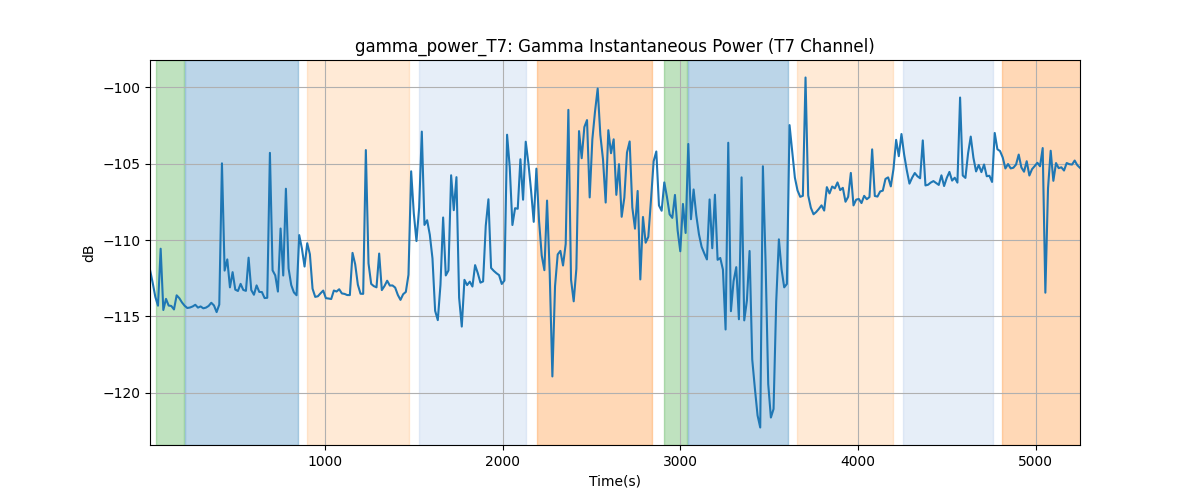 gamma_power_T7: Gamma Instantaneous Power (T7 Channel)
−100
−105
−110
−115
−120
dB
1000 2000 3000 4000 5000
Time(s)